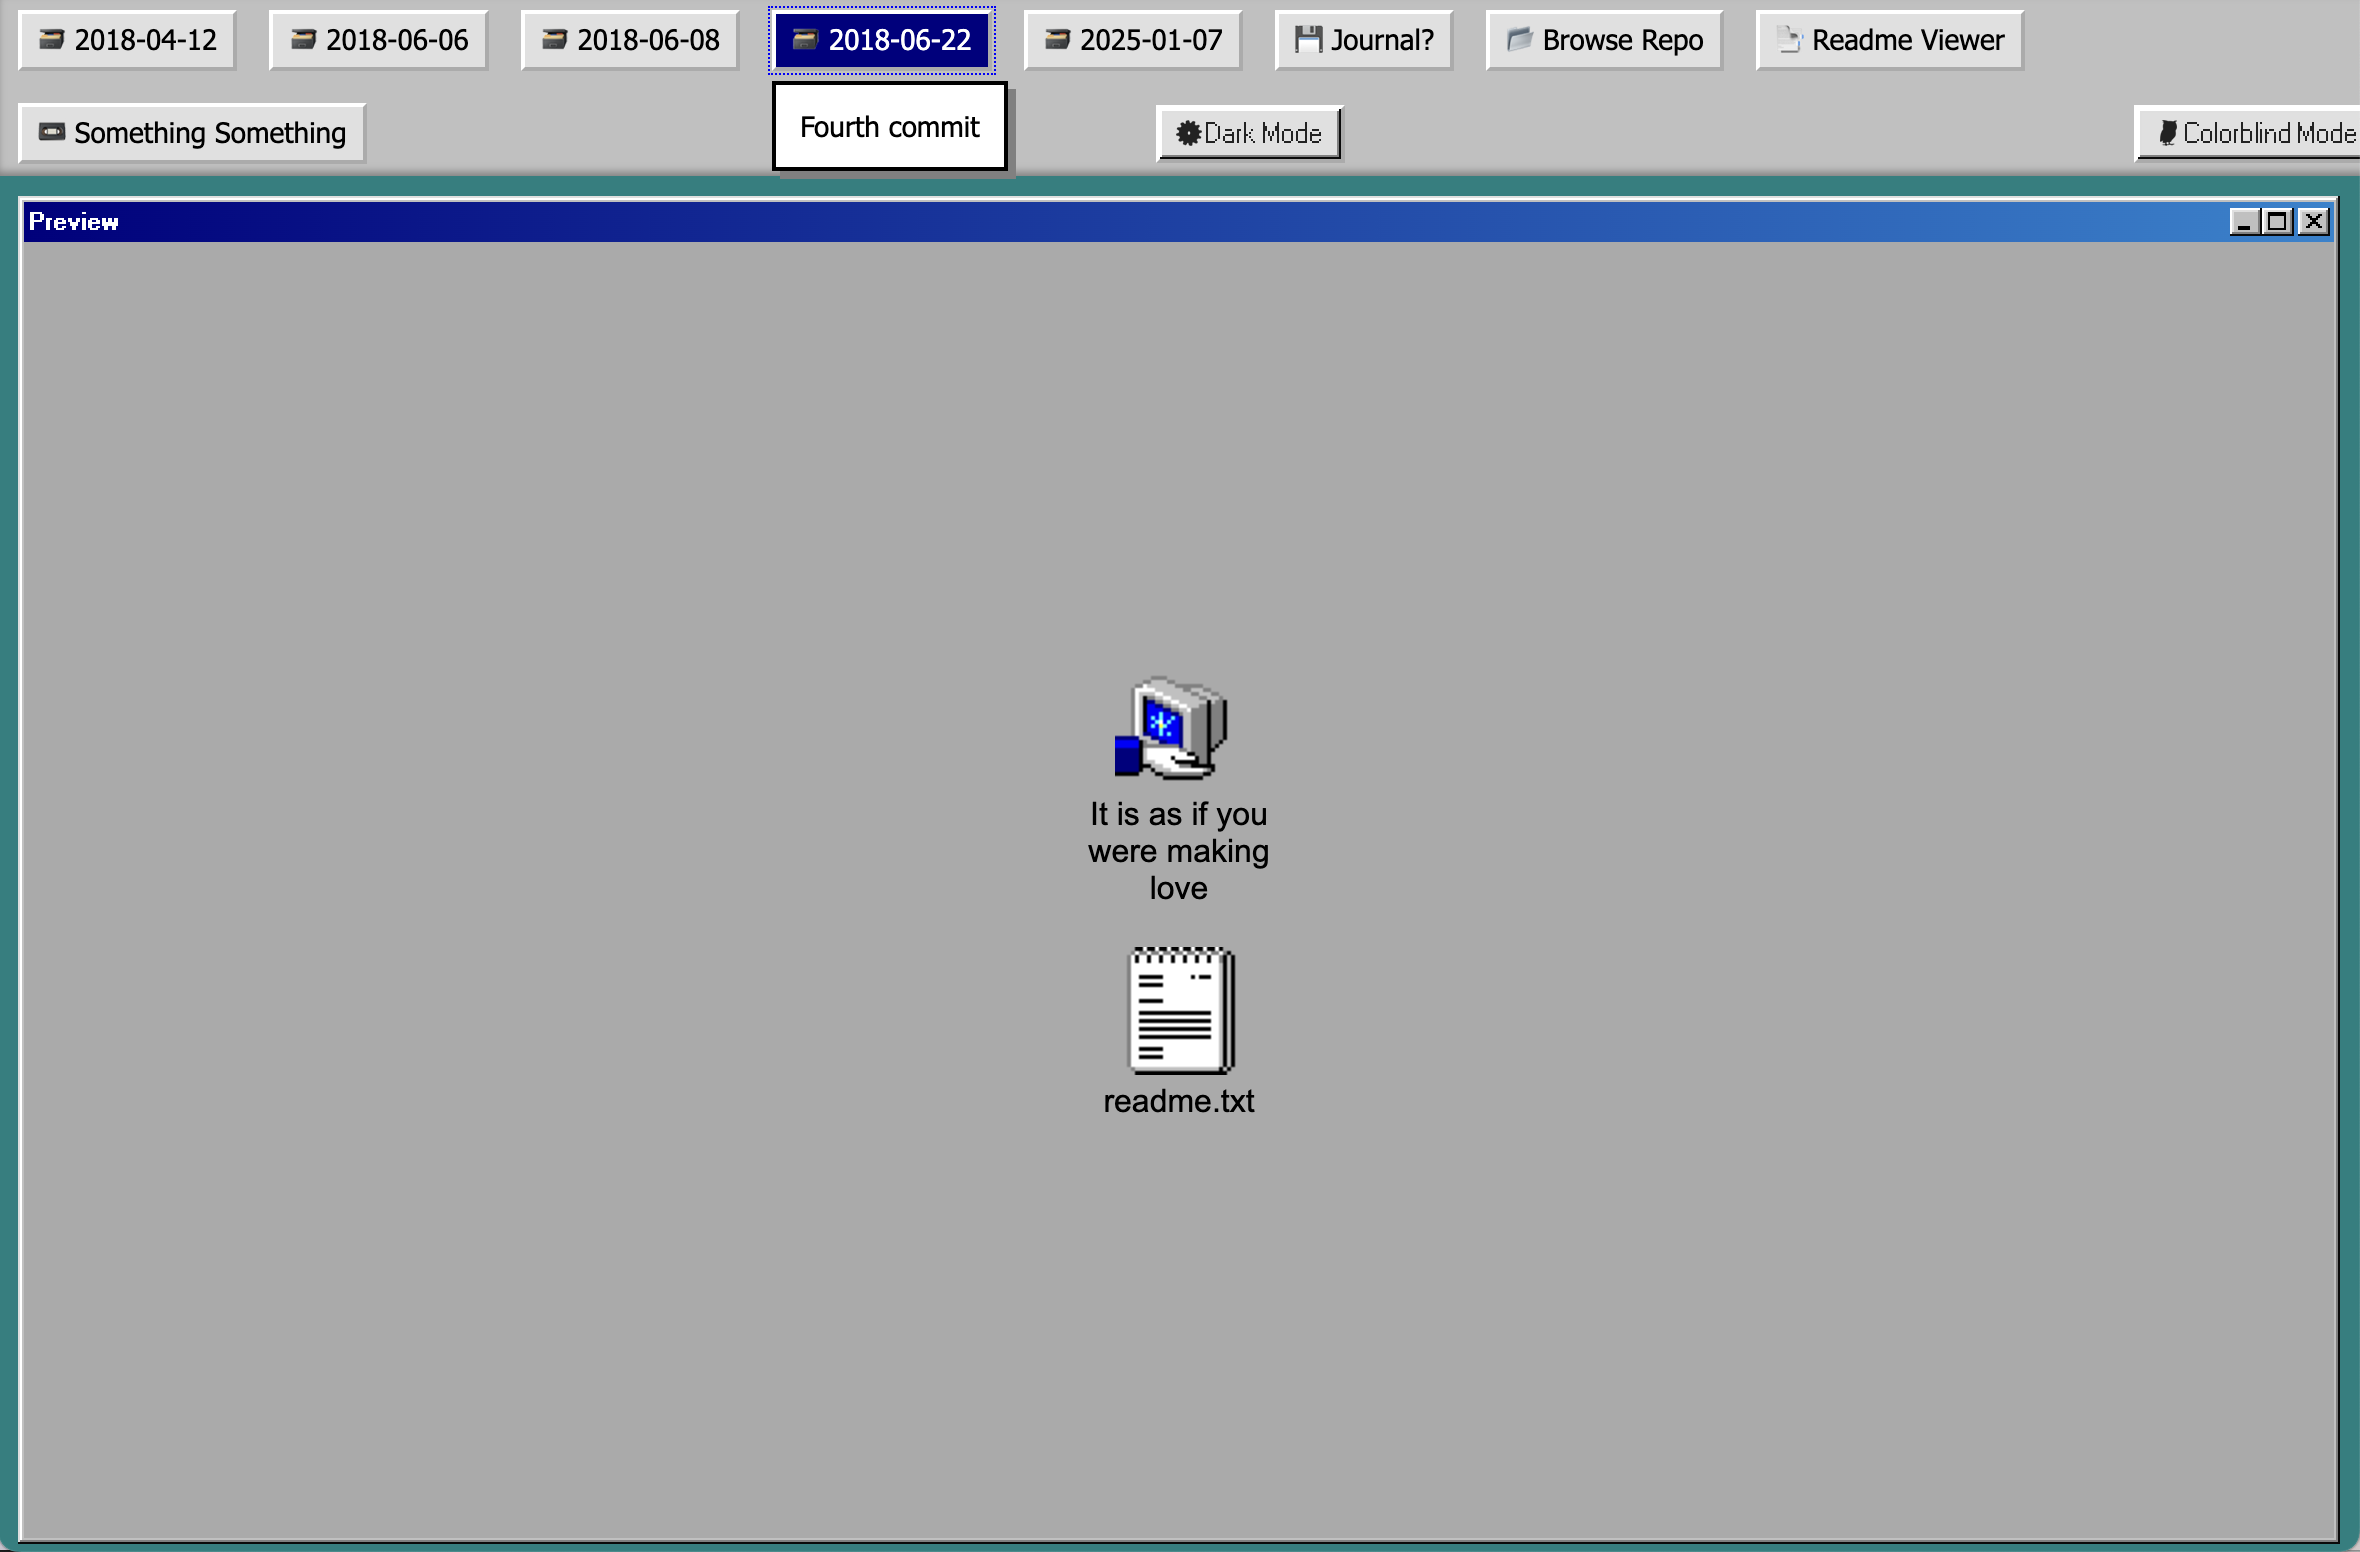 2018-04-12
2018-06-06
2018-06-08
2018-06-22
2025-01-07
Journal?
Browse Repo
Readme Viewer
Something Something
Fourth commit
Dark Mode
Colorblind Mode
Preview
It is as if you
were making
love
readme.txt